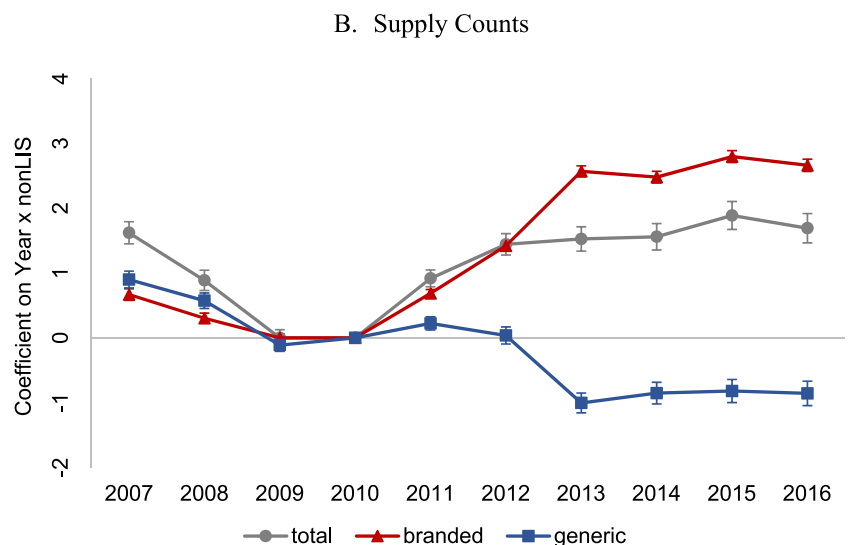 B. Supply Counts
Coefficient on Year x nonLIS
4
3
2
1
0
-1
-2
2007 2008 2009 2010 2011 2012 2013 2014 2015 2016
total branded generic